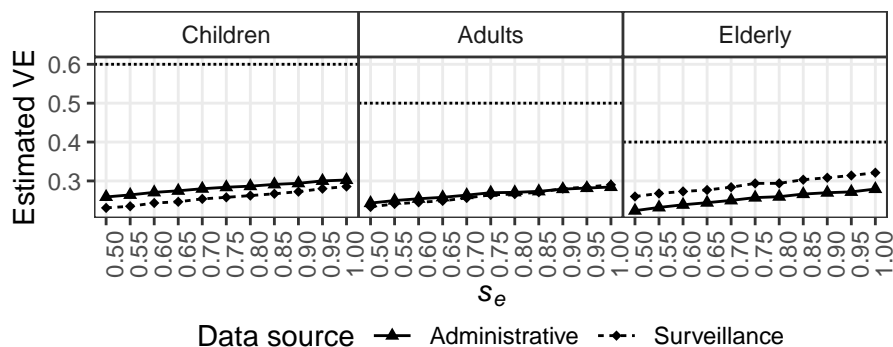 Children Adults Elderly
Estimated VE
0.6
0.5
0.4
0.3
0.50 0.55 0.60 0.65 0.70 0.75 0.80 0.85 0.90 0.95 1.00 0.50 0.55 0.60 0.65 0.70 0.75 0.80 0.85 0.90 0.95 1.00 0.50 0.55 0.60 0.65 0.70 0.75 0.80 0.85 0.90 0.95 1.00
sₑ
Data source Administrative Surveillance